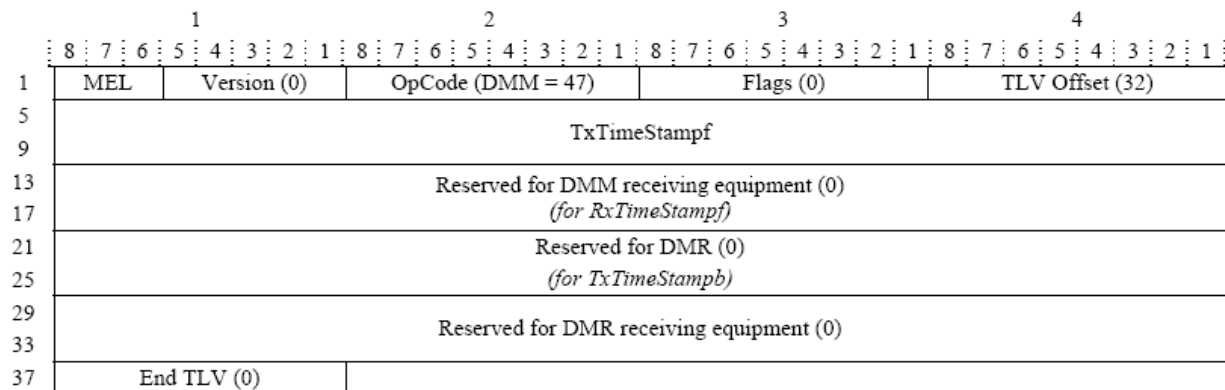 1 2 3 4
8 7 6 5 4 3 2 1 8 7 6 5 4 3 2 1 8 7 6 5 4 3 2 1 8 7 6 5 4 3 2 1
1 MEL Version (0) OpCode (DMM = 47) Flags (0) TLV Offset (32)
5
TxTimeStampf
9
13 Reserved for DMM receiving equipment (0)
17 (for RxTimeStampf)
21 Reserved for DMR (0)
25 (for TxTimeStampb)
29
Reserved for DMR receiving equipment (0)
33
37 End TLV (0)